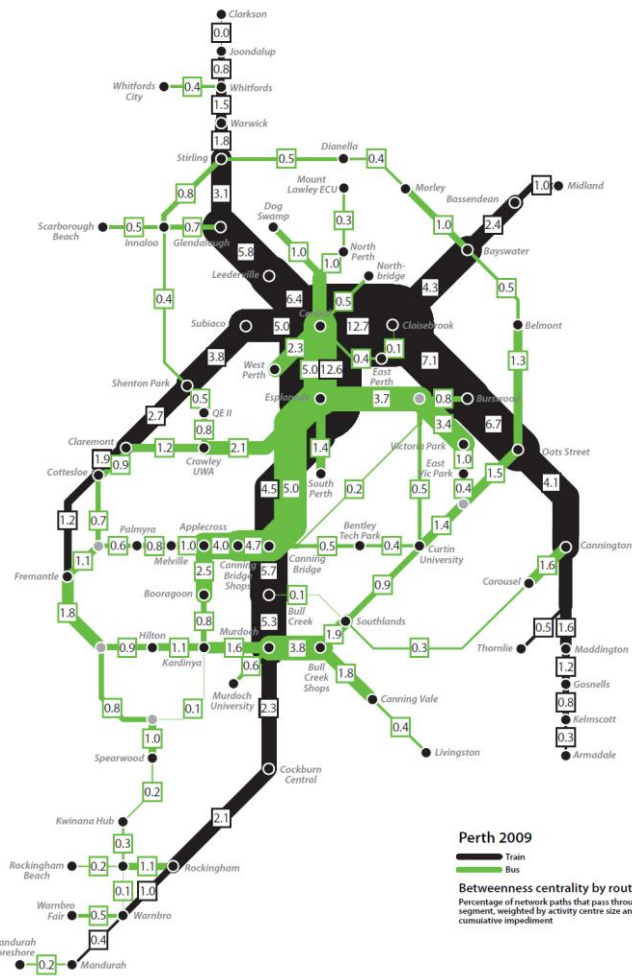 Clarkson
0.0
Joondalup
0.8
Whitfords
City
0.4
Whitfords
1.5
Warwick
1.8
Stirling
0.5
Dianella
0.4
Mount
Lawley ECU
Morley
Bassendean
1.0
Midland
0.8
3.1
Dog
Swamp
0.3
2.4
1.0
Scarborough
Beach
0.5
Innaloo
0.7
Glendalough
1.0
North
Perth
1.0
Bayswater
5.8
Leederville
North-
bridge
4.3
0.5
0.4
6.4
0.5
Subiaco
5.0
Central
12.7
Claisebrook
Belmont
3.8
2.3
0.4
0.1
7.1
1.3
West
Perth
5.0
12.6
East
Perth
Shenton Park
0.5
2.7
QE II
Esplanade
3.7
0.8
Burswood
3.4
6.7
0.8
Victoria Park
Claremont
1.2
2.1
1.4
1.0
Oats Street
1.9
0.9
Crawley
UWA
South
Perth
East
Vic Park
1.5
Cottesloe
4.5
5.0
0.2
0.5
0.4
4.1
1.2
0.7
1.4
Palmyra
Applecross
Bentley
Tech Park
Cannington
0.6
0.8
1.0
4.0
4.7
0.5
0.4
Melville
Canning
Bridge
Shops
Canning
Bridge
Curtin
University
1.6
1.1
Fremantle
2.5
5.7
0.9
Carousel
Booragoon
0.1
Bull
Creek
1.8
0.8
5.3
Southlands
0.5
1.6
Hilton
Murdoch
1.9
0.3
Thornlie
Maddington
0.9
1.1
1.6
3.8
Kardinya
Bull
Creek
Shops
1.2
0.6
1.8
Gosnells
Murdoch
University
0.8
0.8
0.1
2.3
Canning Vale
Kelmscott
0.4
0.3
1.0
Spearwood
Livingston
Armadale
Cockburn
Central
0.2
2.1
Kwinana Hub
0.3
Rockingham
Beach
0.2
1.1
Rockingham
0.1
1.0
Warnbro
Fair
0.5
Warnbro
0.4
0.2
Mandurah
Perth 2009
Train
Bus
Betweenness centrality by rout
Percentage of network paths that pass throu
segment, weighted by activity centre size an
cumulative impediment